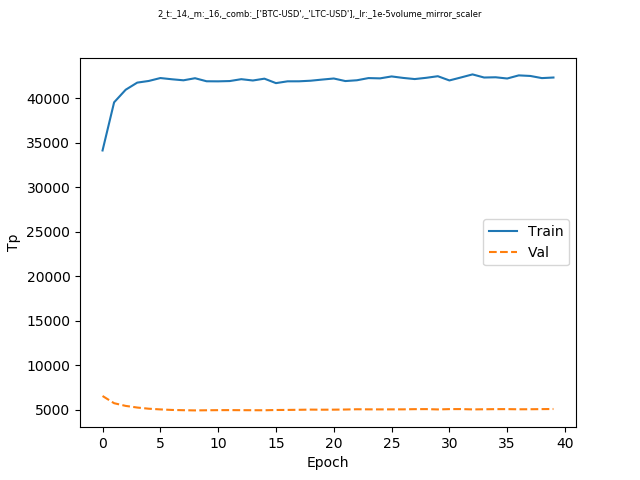 2_t:_14,_m:_16,_comb:_['BTC-USD',_'LTC-USD'],_lr:_1e-5volume_mirror_scaler
40000
35000
30000
25000
20000
15000
10000
5000
Tp
Train
Val
0 5 10 15 20 25 30 35 40
Epoch